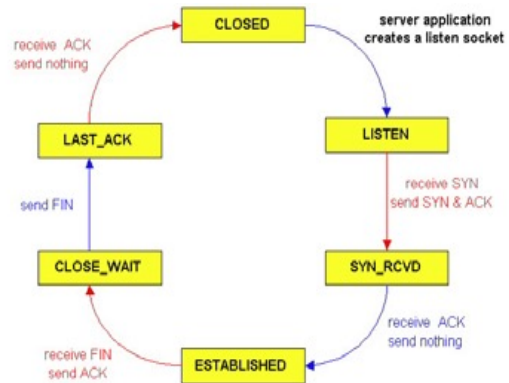 CLOSED
server application
creates a listen socket
receive ACK
send nothing
LAST_ACK
LISTEN
receive SYN
send SYN & ACK
send FIN
CLOSE_WAIT
SYN_RCVD
receive ACK
send nothing
receive FIN
send ACK
ESTABLISHED